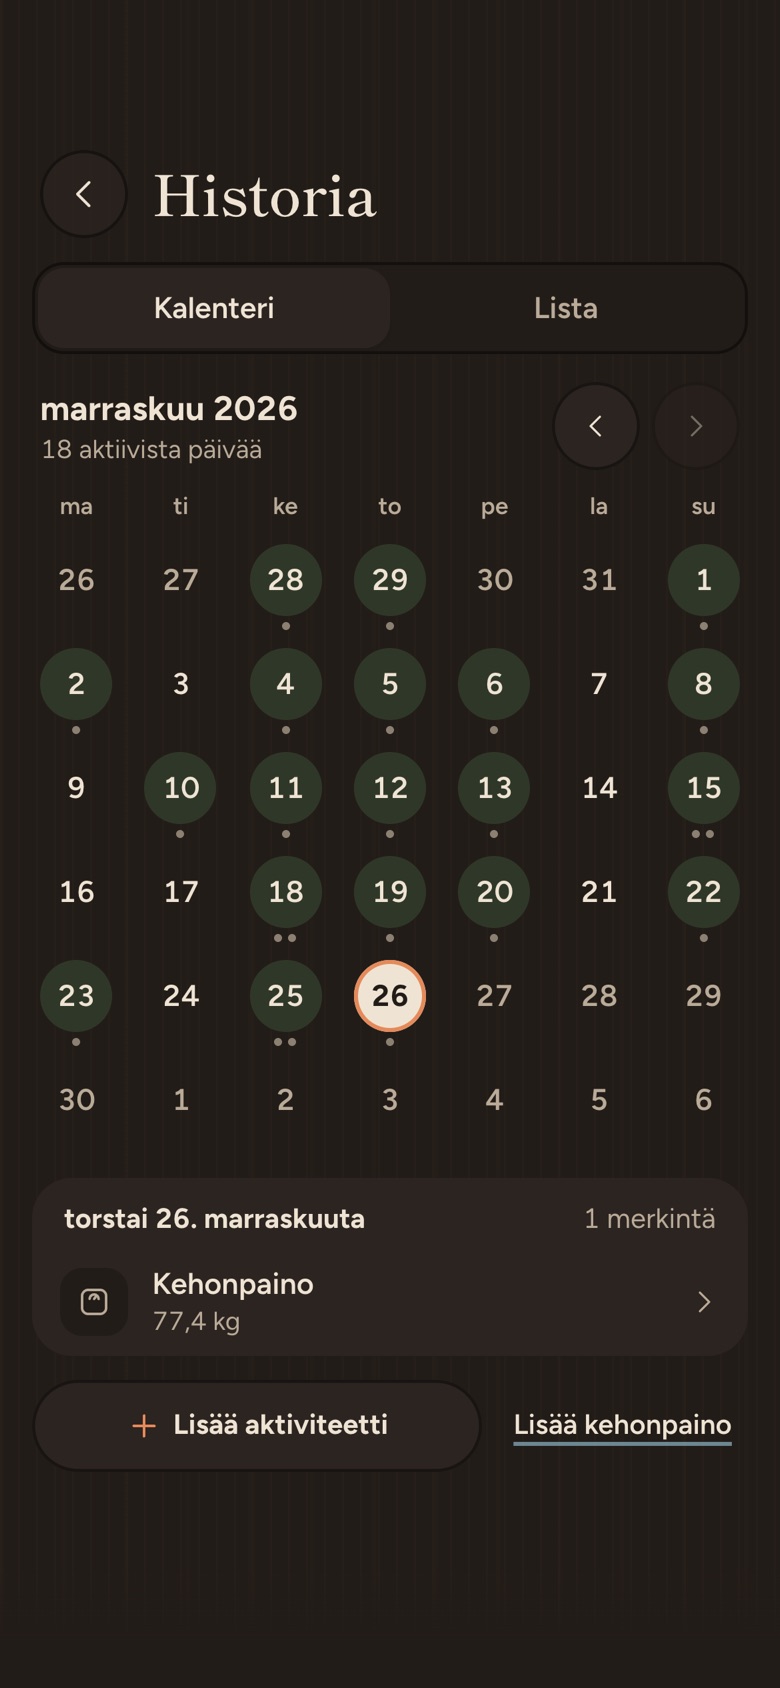 Historia
Kalenteri Lista
marraskuu 2026
18 aktiivista päivää
ma ti ke to pe la su
26 27 28 29 30 31 1
2 3 4 5 6 7 8
9 10 11 12 13 14 15
16 17 18 19 20 21 22
23 24 25 26 27 28 29
30 1 2 3 4 5 6
torstai 26. marraskuuta 1 merkintä
Kehonpaino
77,4 kg
Lisää aktiviteetti Lisää kehonpaino